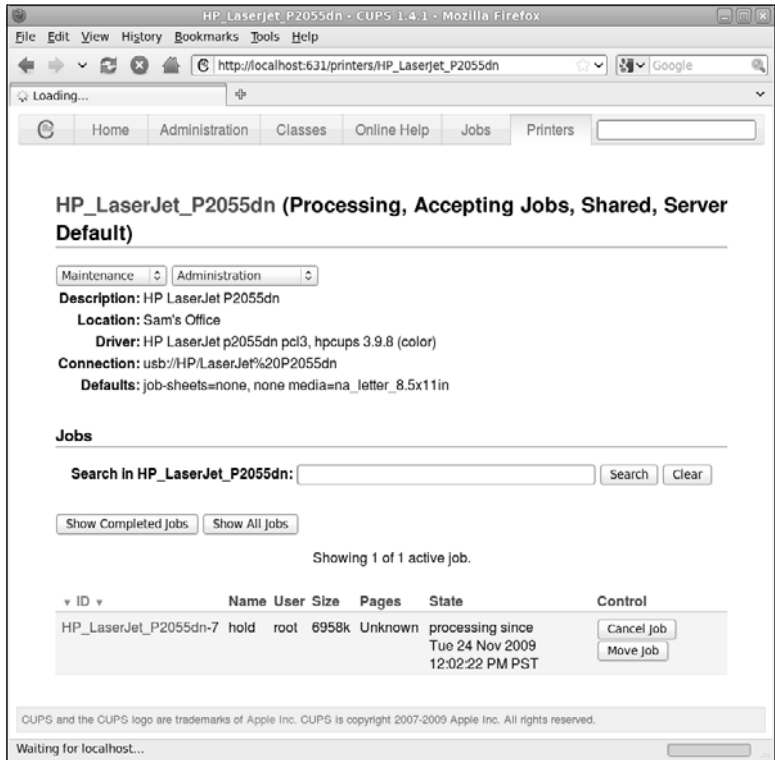 HP_LaserJet_P2055dn - CUPS 1.4.1 - Mozilla Firefox
File Edit View History Bookmarks Tools Help
http://localhost:631/printers/HP_LaserJet_P2055dn
Google
Loading...
Home Administration Classes Online Help Jobs Printers
HP_LaserJet_P2055dn (Processing, Accepting Jobs, Shared, Server
Default)
Maintenance Administration
Description: HP LaserJet P2055dn
Location: Sam's Office
Driver: HP LaserJet p2055dn pcl3, hpcups 3.9.8 (color)
Connection: usb://HP/LaserJet%20P2055dn
Defaults: job-sheets=none, none media=na_letter_8.5x11in
Jobs
Search in HP_LaserJet_P2055dn: Search Clear
Show Completed Jobs Show All Jobs
Showing 1 of 1 active job.
ID Name User Size Pages State Control
HP_LaserJet_P2055dn-7 hold root 6958k Unknown processing since Cancel Job
Tue 24 Nov 2009 Move Job
12:02:22 PM PST
CUPS and the CUPS logo are trademarks of Apple Inc. CUPS is copyright 2007-2009 Apple Inc. All rights reserved.
Waiting for localhost...